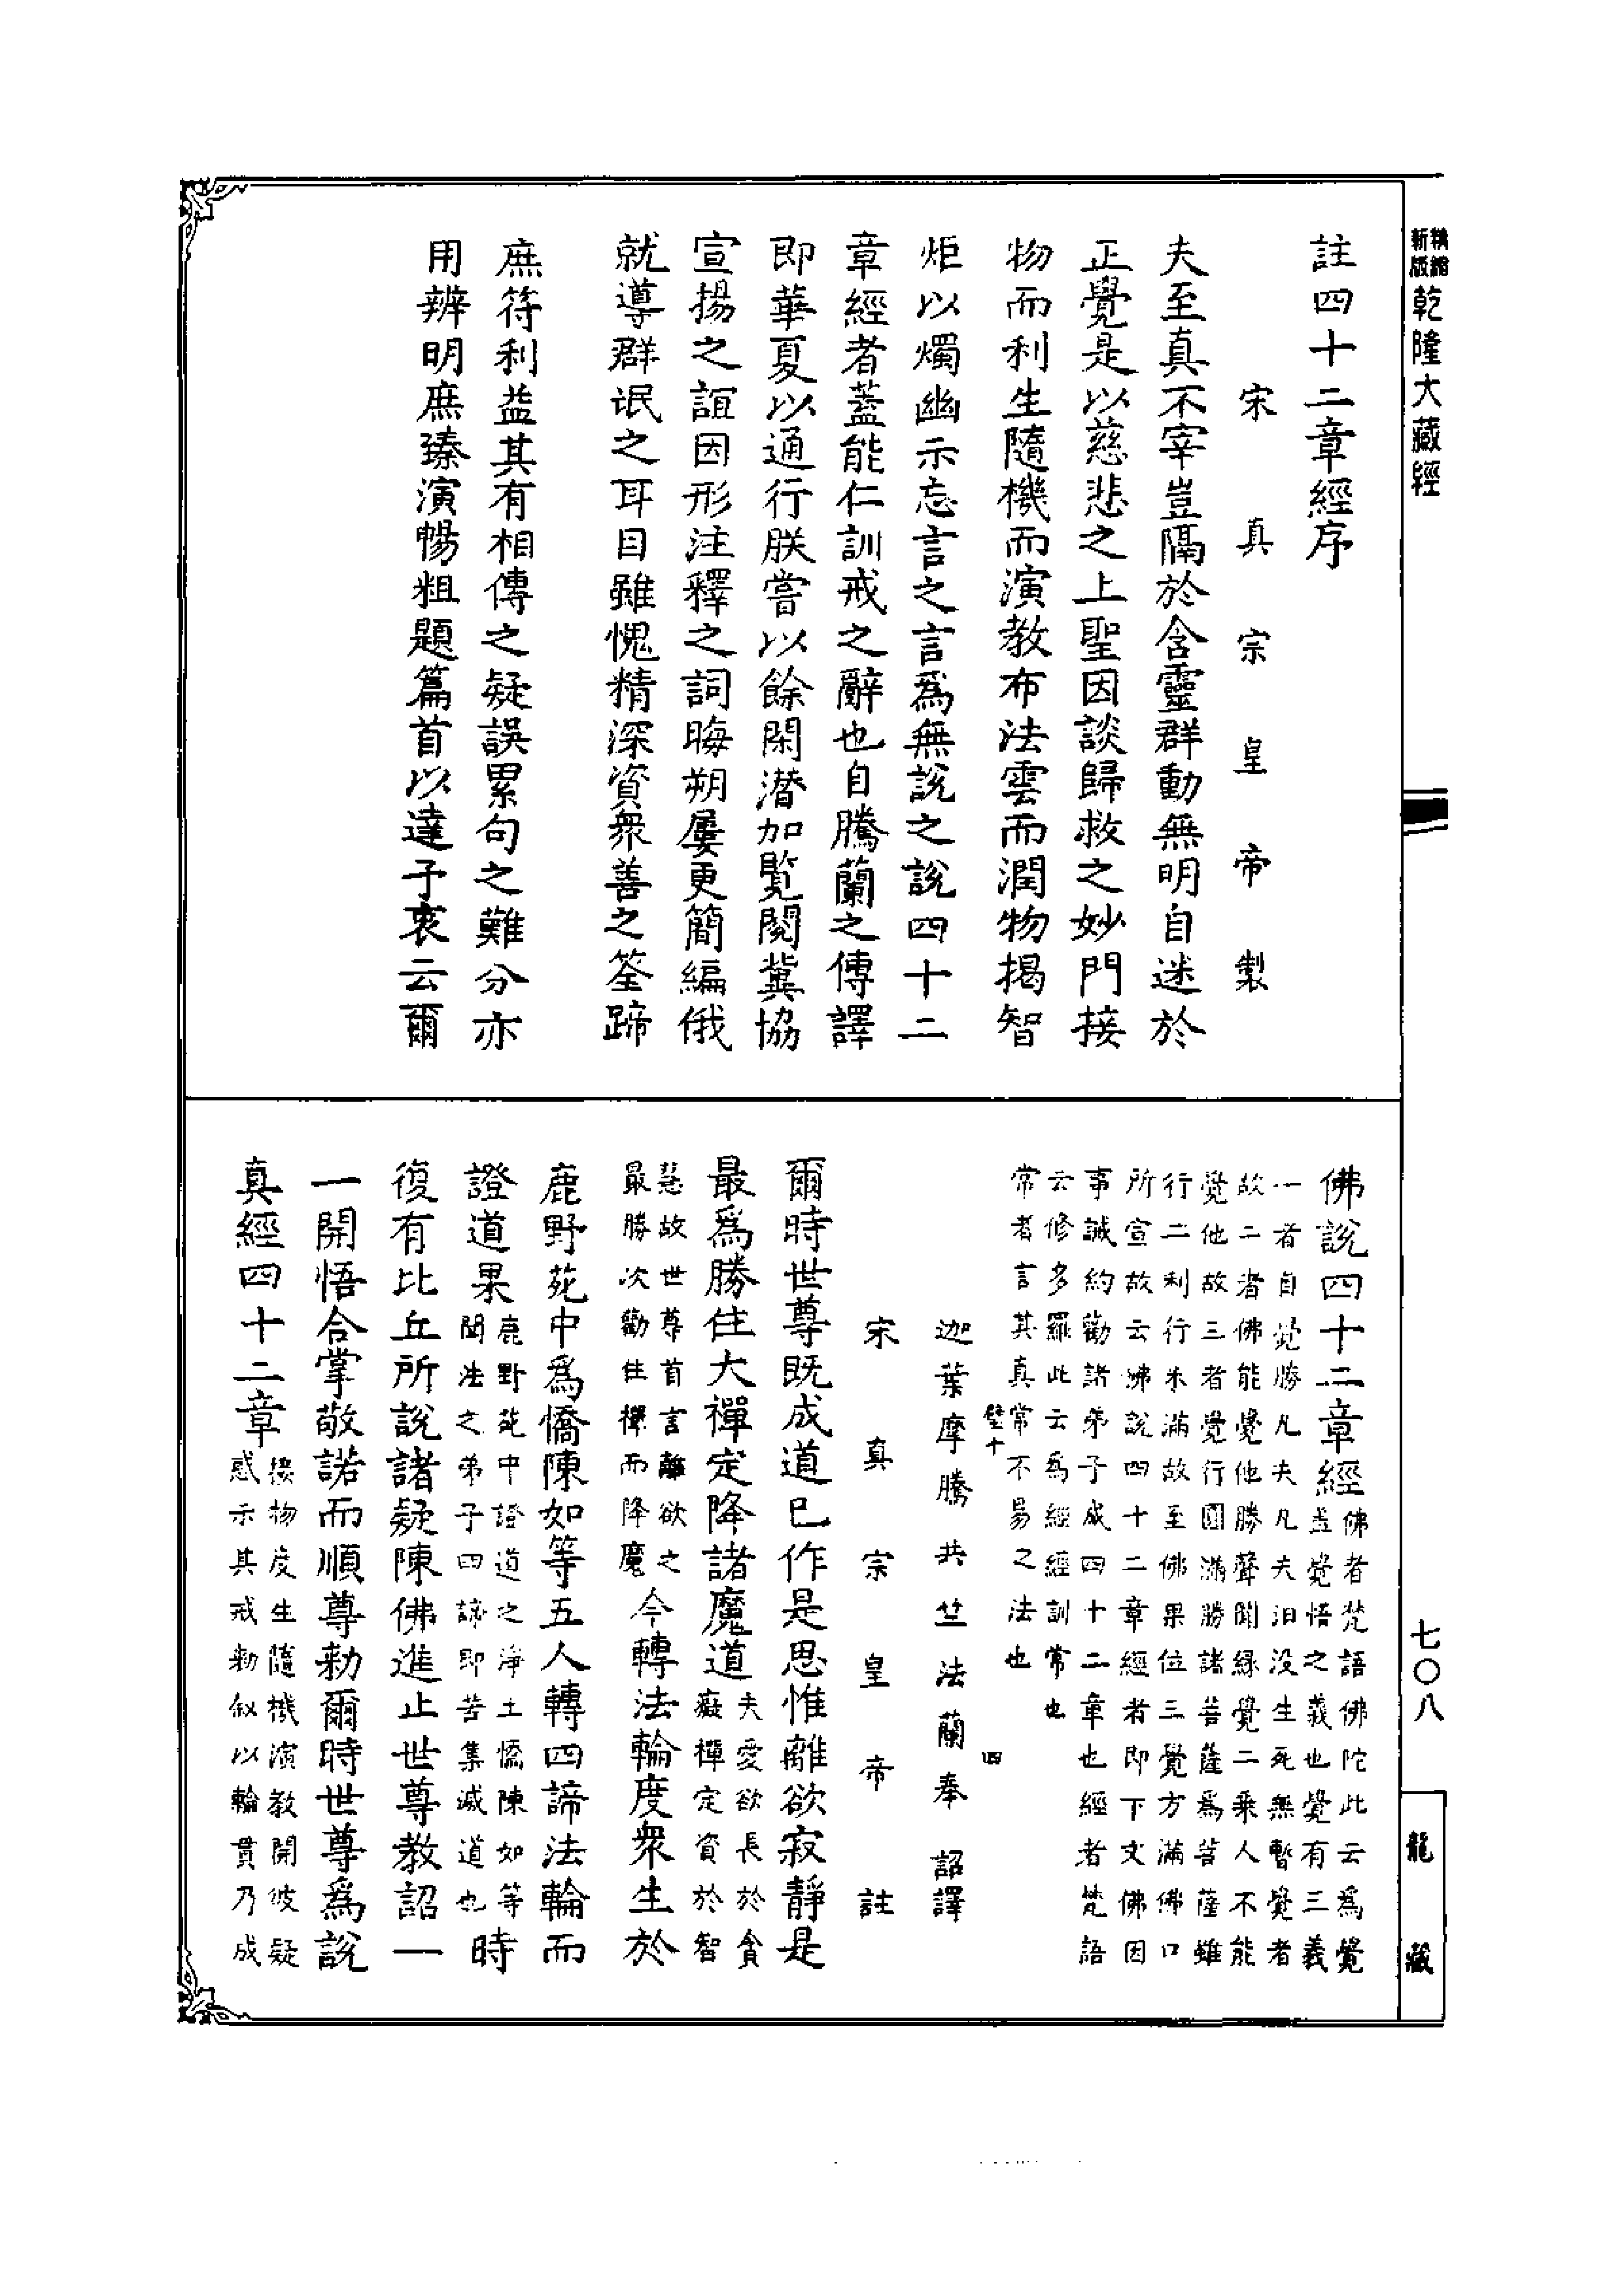 精縮
新版
乾隆大藏經
七〇八
龍藏
註四十二章經序
宋真宗皇帝製
夫至真不宰豈隔於含靈群動無明自迷於
正覺是以慈悲之上聖因談歸救之妙門接
物而利生隨機而演教布法雲而潤物揭智
炬以燭幽示忘言之言為無說之說四十二
章經者蓋能仁訓戒之辭也自騰蘭之傳譯
即華夏以通行朕嘗以餘閑潛加覧閱冀協
宣揚之誼因形注釋之詞晦朔屢更簡編俄
就導群氓之耳目雖愧精深資衆善之筌蹄
庶符利益其有相傳之疑誤累句之難分亦
用辨明庶臻演暢粗題篇首以達予衷云爾
佛說四十二章經
佛者梵語佛陀此云為覺
蓋覺悟之義也覺有三義
一者自覺勝凡夫凡夫汩没生死無暫覺者
故二者佛能覺他勝聲聞緣覺二乘人不能
覺他故三者覺行圓滿勝諸菩薩為菩薩雖
行二利行未滿故至佛果位三覺方滿佛口
所宣故云佛說四十二章經者即下文佛因
事誡約勸諸弟子成四十二章也經者梵語
云修多羅此云為經經訓常也
常者言其真常不易之法也
壁十
四
迦葉摩騰共竺法蘭奉詔譯
宋真宗皇帝註
爾時世尊既成道已作是思惟離欲寂靜是
最為勝住大禪定降諸魔道
夫愛欲長於貪
癡禪定資於智
慧故世尊首言離欲之
最勝次勸住禪而降魔
今轉法輪度衆生於
鹿野苑中為憍陳如等五人轉四諦法輪而
證道果
鹿野苑中證道之淨土憍陳如等
聞法之弟子四諦即苦集滅道也
時
復有比丘所說諸疑陳佛進止世尊教詔一
一開悟合掌敬諾而順尊勅爾時世尊為說
真經四十二章
接物度生隨機演教開彼疑
惑示其戒勅叙以輪貫乃成